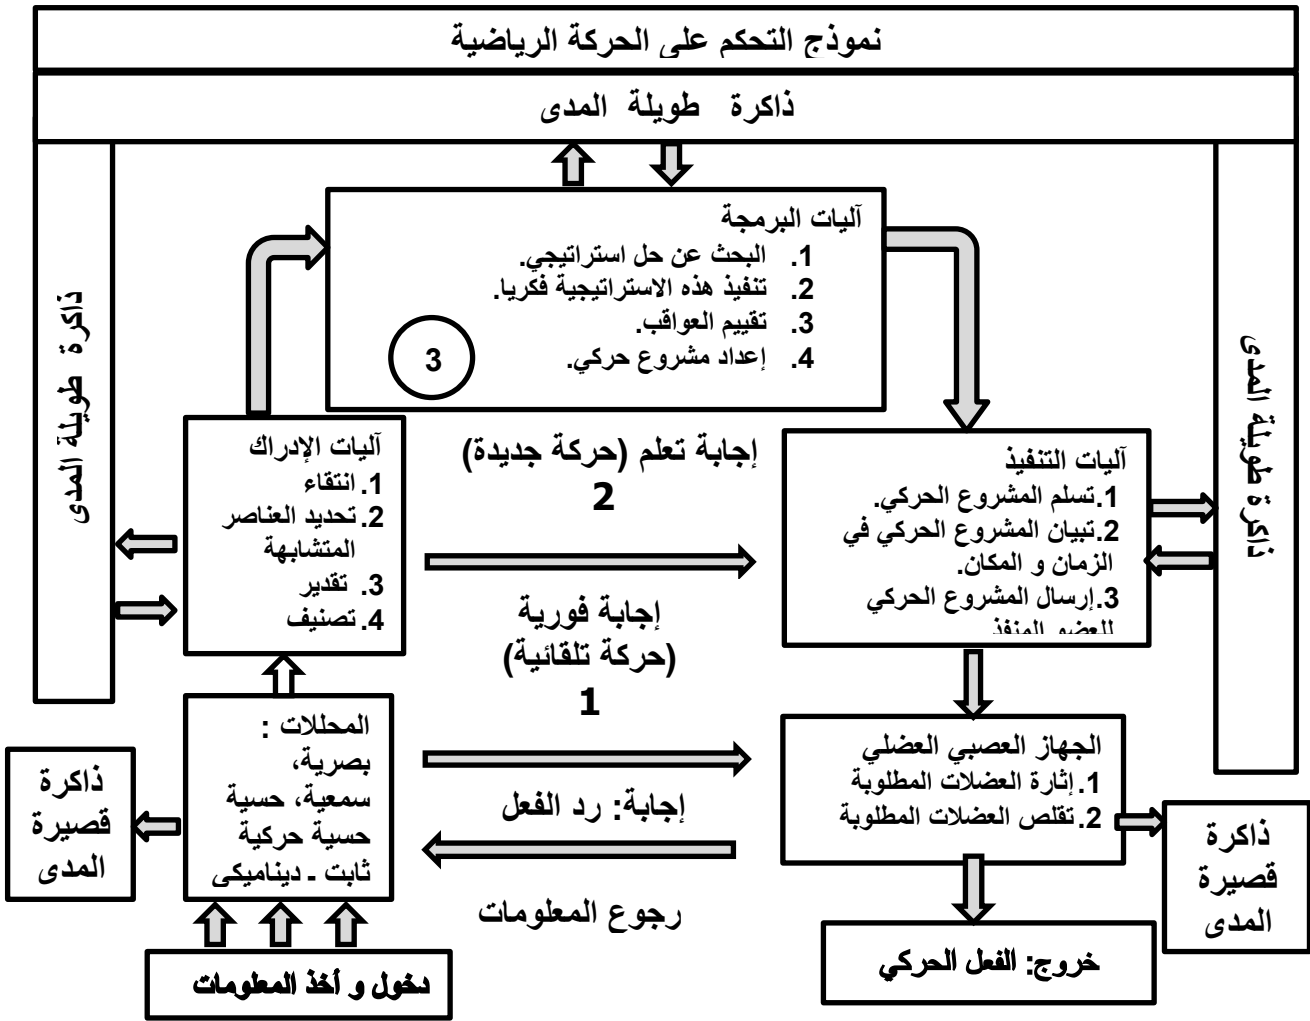 نموذج التحكم على الحركة الرياضية
ذاكرة طويلة المدى
ذاكرة طويلة المدى
ذاكرة طويلة المدى
آليات البرمجة
1. البحث عن حل استراتيجي.
2. تنفيذ هذه الاستراتيجية فكريا.
3. تقييم العواقب.
4. إعداد مشروع حركي.
3
آليات الإدراك
1. انتقاء
2. تحديد العناصر
المتشابهة
3. تقدير
4. تصنيف
إجابة تعلم (حركة جديدة)
2
آليات التنفيذ
1.تسلم المشروع الحركي.
2.تبيان المشروع الحركي في
الزمان و المكان.
3.إرسال المشروع الحركي
للعضو المنفذ
إجابة فورية
(حركة تلقائية)
1
المحللات :
بصرية،
سمعية، حسية
حسية حركية
ثابت - ديناميكي
الجهاز العصبي العضلي
1. إثارة العضلات المطلوبة
2. تقلص العضلات المطلوبة
إجابة: رد الفعل
رجوع المعلومات
ذاكرة
قصيرة
المدى
ذاكرة
قصيرة
المدى
دخول و أخذ المعلومات
خروج: الفعل الحركي